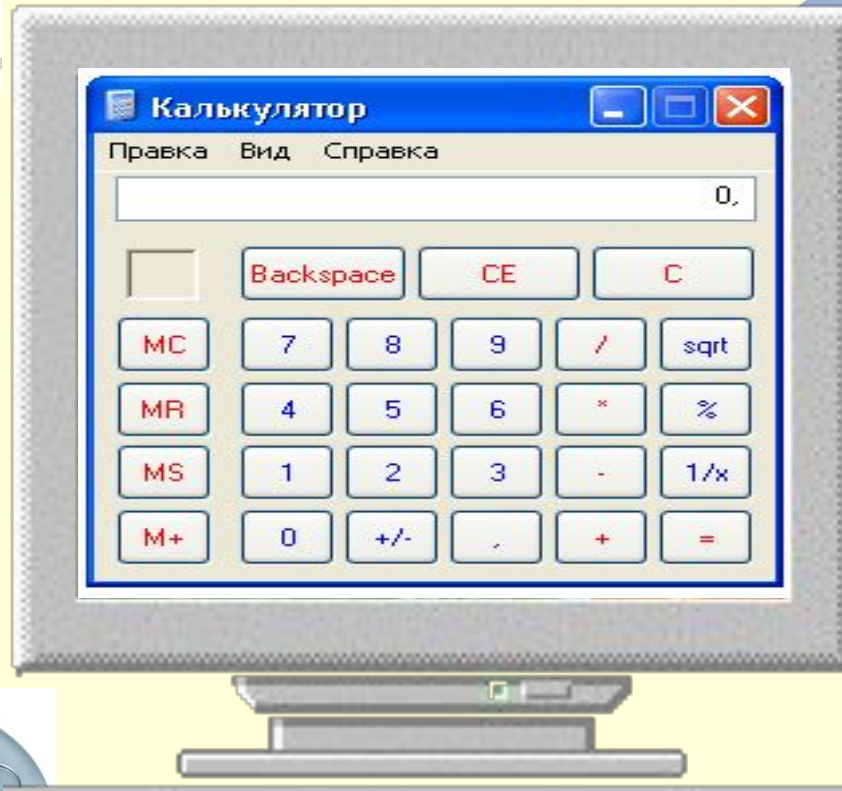 Калькулятор
Правка Вид Справка
0,
Backspace CE C
MC 7 8 9 / sqrt
MR 4 5 6 * %
MS 1 2 3 - 1/x
M+ 0 +/- , + =